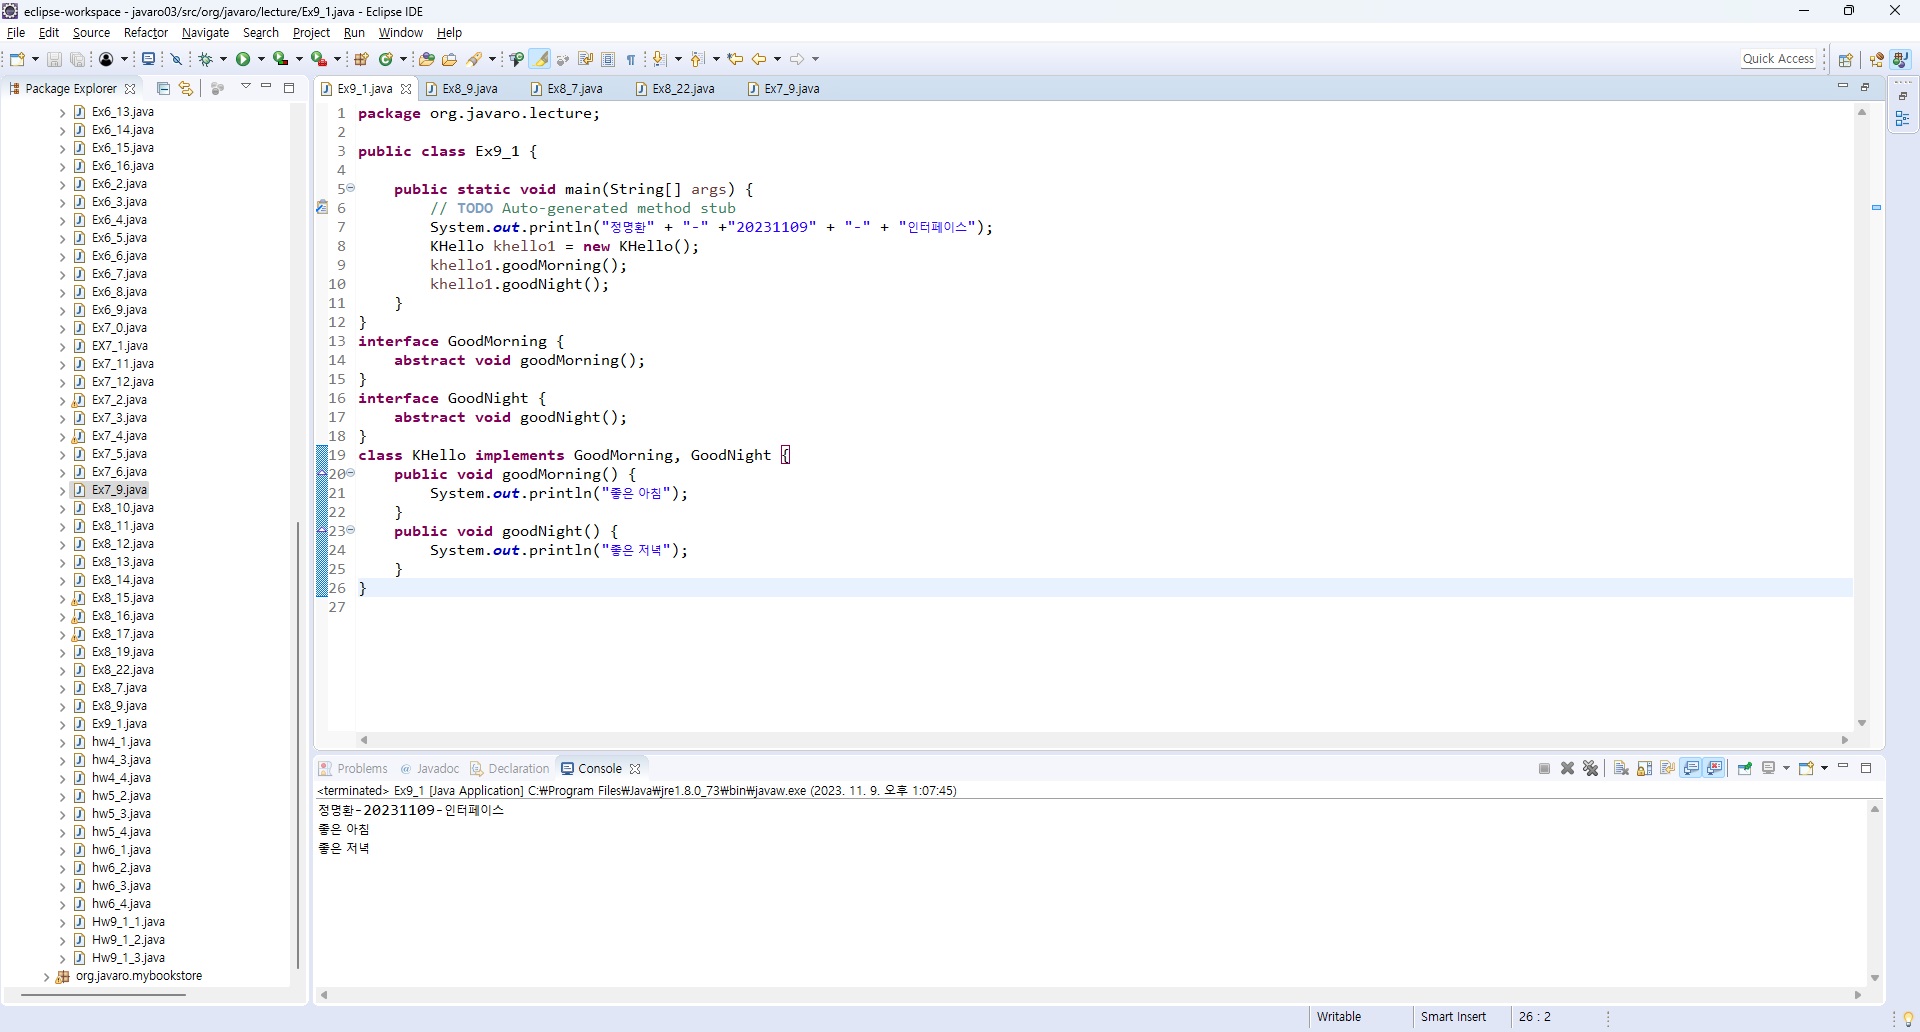 eclipse-workspace - javaro03/src/org/javaro/lecture/Ex9_1.java - Eclipse IDE
File Edit Source Refactor Navigate Search Project Run Window Help
Quick Access
Package Explorer
Ex6_13.java
Ex6_14.java
Ex6_15.java
Ex6_16.java
Ex6_2.java
Ex6_3.java
Ex6_4.java
Ex6_5.java
Ex6_6.java
Ex6_7.java
Ex6_8.java
Ex6_9.java
Ex7_0.java
EX7_1.java
Ex7_11.java
Ex7_12.java
Ex7_2.java
Ex7_3.java
Ex7_4.java
Ex7_5.java
Ex7_6.java
Ex7_9.java
Ex8_10.java
Ex8_11.java
Ex8_12.java
Ex8_13.java
Ex8_14.java
Ex8_15.java
Ex8_16.java
Ex8_17.java
Ex8_19.java
Ex8_22.java
Ex8_7.java
Ex8_9.java
Ex9_1.java
hw4_1.java
hw4_3.java
hw4_4.java
hw5_2.java
hw5_3.java
hw5_4.java
hw6_1.java
hw6_2.java
hw6_3.java
hw6_4.java
Hw9_1_1.java
Hw9_1_2.java
Hw9_1_3.java
org.javaro.mybookstore
Ex9_1.java Ex8_9.java Ex8_7.java Ex8_22.java Ex7_9.java
1 package org.javaro.lecture;
2
3 public class Ex9_1 {
4
5 public static void main(String[] args) {
6 // TODO Auto-generated method stub
7 System.out.println("정명환" + "-" +"20231109" + "-" + "인터페이스");
8 KHello khello1 = new KHello();
9 khello1.goodMorning();
10 khello1.goodNight();
11 }
12 }
13 interface GoodMorning {
14 abstract void goodMorning();
15 }
16 interface GoodNight {
17 abstract void goodNight();
18 }
19 class KHello implements GoodMorning, GoodNight {
20 public void goodMorning() {
21 System.out.println("좋은 아침");
22 }
23 public void goodNight() {
24 System.out.println("좋은 저녁");
25 }
26 }
27
Problems Javadoc Declaration Console
<terminated> Ex9_1 [Java Application] C:₩Program Files₩Java₩jre1.8.0_73₩bin₩javaw.exe (2023. 11. 9. 오후 1:07:45)
정명환-20231109-인터페이스
좋은 아침
좋은 저녁
Writable Smart Insert 26 : 2